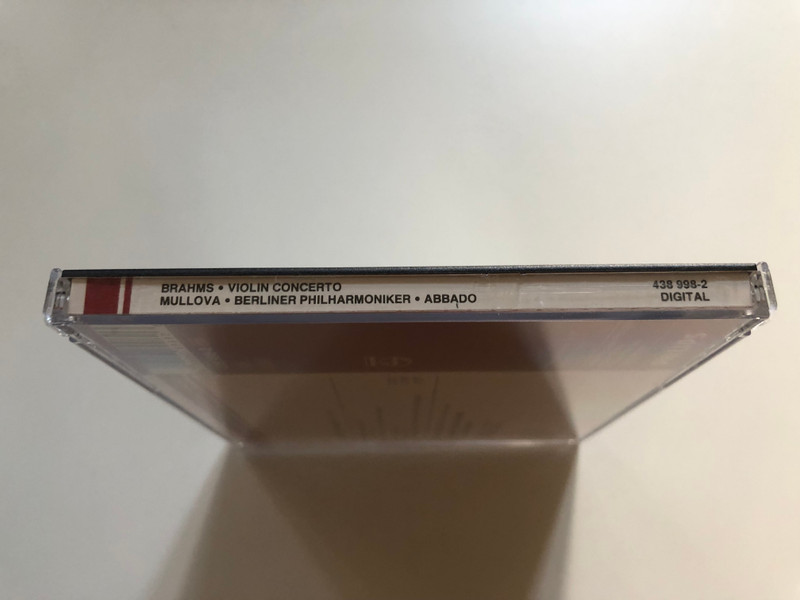 BRAHMS • VIOLIN CONCERTO
MULLOVA • BERLINER PHILHARMONIKER • ABBADO
438 998-2
DIGITAL